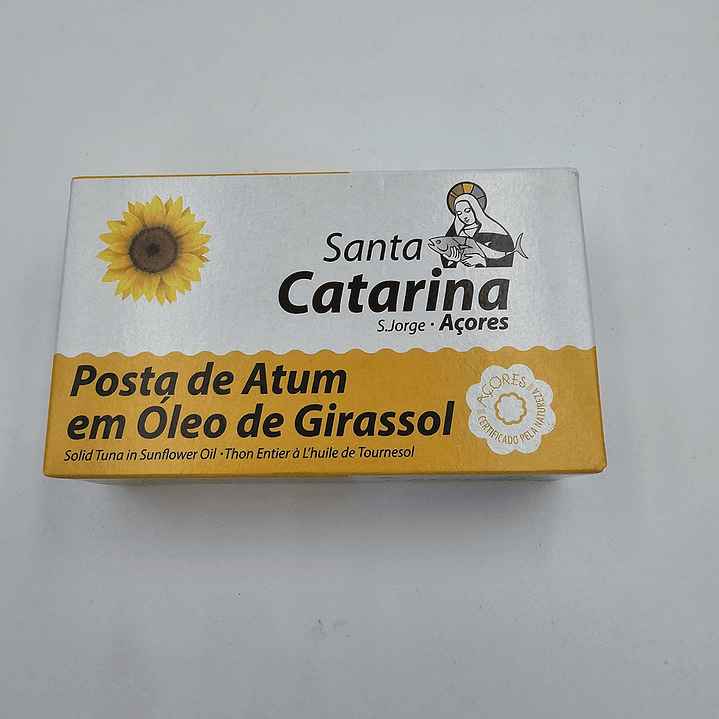 Santa
Catarina
S.Jorge · Açores
Posta de Atum
em Óleo de Girassol
Solid Tuna in Sunflower Oil · Thon Entier à L'huile de Tournesol
AÇORES
CERTIFICADO PELA NATUREZA